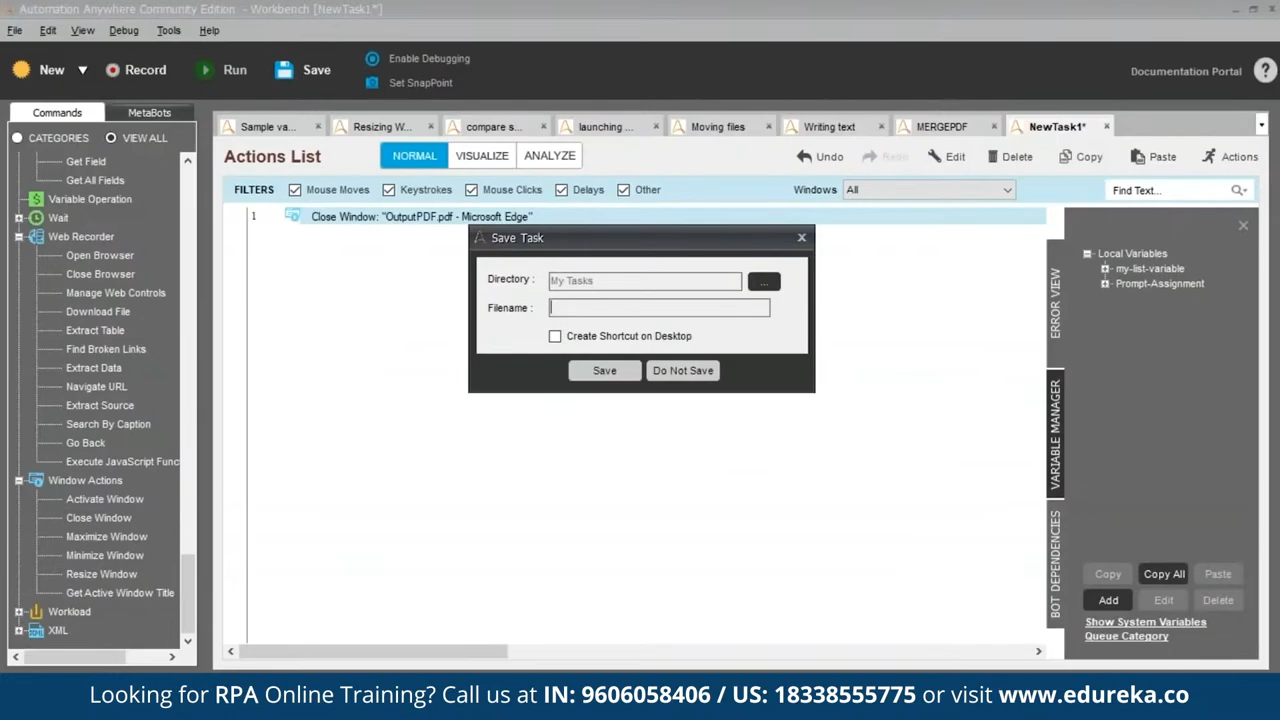 Automation Anywhere Community Edition - Workbench [NewTask1.*]
File Edit View Debug Tools Help
New Record Run Save
Enable Debugging
Set SnapPoint
Documentation Portal ?
Commands MetaBots
CATEGORIES VIEW ALL
Get Field
Get All Fields
Variable Operation
Wait
Web Recorder
Open Browser
Close Browser
Manage Web Controls
Download File
Extract Table
Find Broken Links
Extract Data
Navigate URL
Extract Source
Search By Caption
Go Back
Execute JavaScript Func
Window Actions
Activate Window
Close Window
Maximize Window
Minimize Window
Resize Window
Get Active Window Title
Workload
XML
Sample va... Resizing W... compare s... launching ... Moving files Writing text MERGEPDF NewTask1*
Actions List NORMAL VISUALIZE ANALYZE Undo Redo Edit Delete Copy Paste Actions
FILTERS Mouse Moves Keystrokes Mouse Clicks Delays Other Windows All Find Text...
1 Close Window: "OutputPDF.pdf - Microsoft Edge"
Save Task
Directory : My Tasks ...
Filename :
Create Shortcut on Desktop
Save Do Not Save
ERROR VIEW
VARIABLE MANAGER
BOT DEPENDENCIES
Local Variables
my-list-variable
Prompt-Assignment
Copy Copy All Paste
Add Edit Delete
Show System Variables
Queue Category
Looking for RPA Online Training? Call us at IN: 9606058406 / US: 18338555775 or visit www.edureka.co